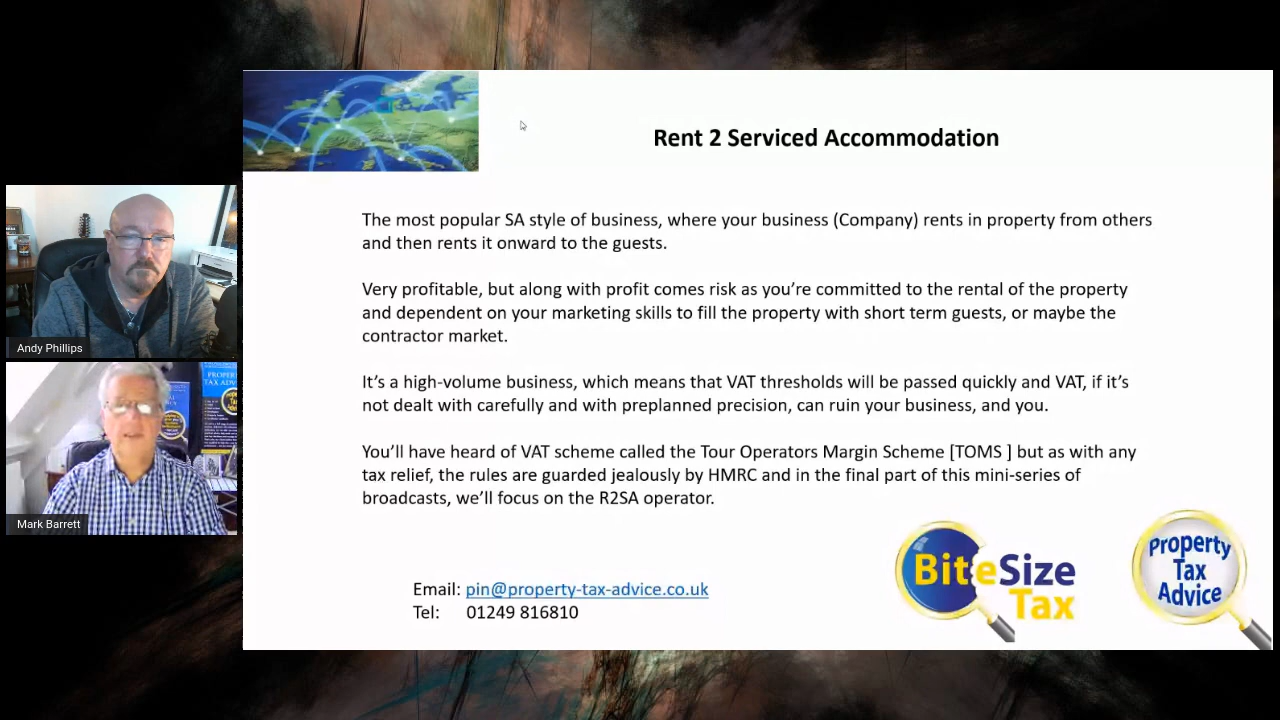 Rent 2 Serviced Accommodation
The most popular SA style of business, where your business (Company) rents in property from others
and then rents it onward to the guests.
Very profitable, but along with profit comes risk as you’re committed to the rental of the property
and dependent on your marketing skills to fill the property with short term guests, or maybe the
contractor market.
It’s a high-volume business, which means that VAT thresholds will be passed quickly and VAT, if it’s
not dealt with carefully and with preplanned precision, can ruin your business, and you.
You’ll have heard of VAT scheme called the Tour Operators Margin Scheme [TOMS ] but as with any
tax relief, the rules are guarded jealously by HMRC and in the final part of this mini-series of
broadcasts, we’ll focus on the R2SA operator.
Email: pin@property-tax-advice.co.uk
Tel: 01249 816810
BiteSize
Tax
Property
Tax
Advice
Andy Phillips
PROPERTY
TAX ADVICE
Property
Tax
Advice
Mark Barrett